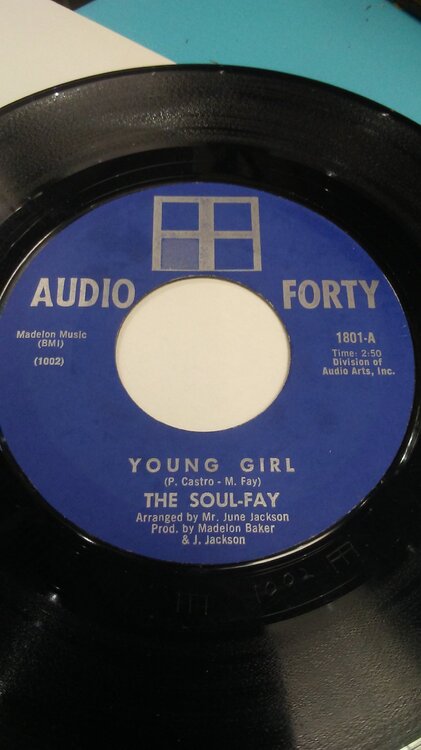 AUDIO FORTY
Madelon Music
(BMI)
(1002)
1801-A
Time: 2:50
Division of
Audio Arts, Inc.
YOUNG GIRL
(P. Castro - M. Fay)
THE SOUL-FAY
Arranged by Mr. June Jackson
Prod. by Madelon Baker
& J. Jackson
1002